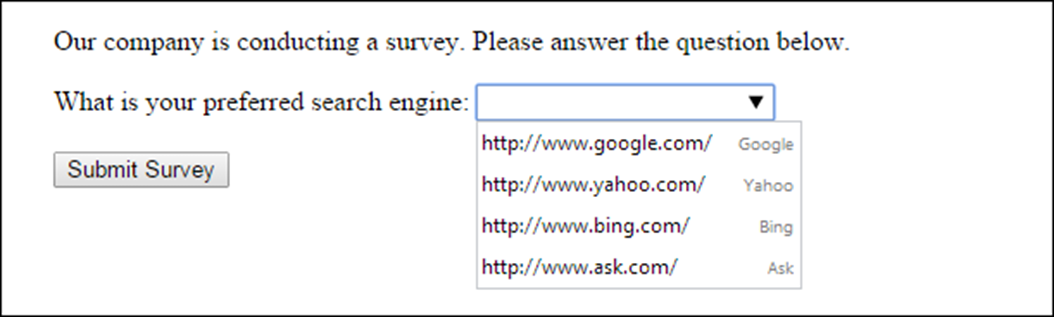 Our company is conducting a survey. Please answer the question below.
What is your preferred search engine:
http://www.google.com/ Google
http://www.yahoo.com/ Yahoo
http://www.bing.com/ Bing
http://www.ask.com/ Ask
Submit Survey